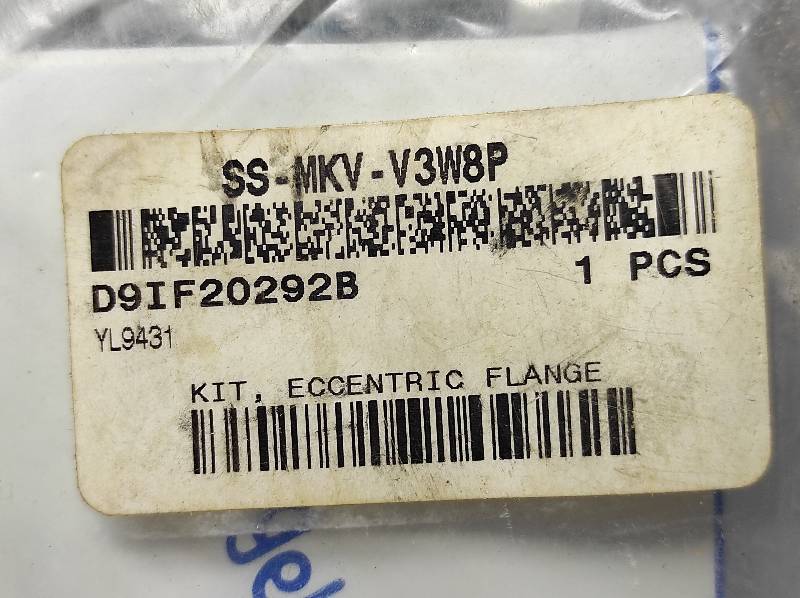 SS-MKV-V3W8P
D9IF20292B 1 PCS
YL9431
KIT, ECCENTRIC FLANGE